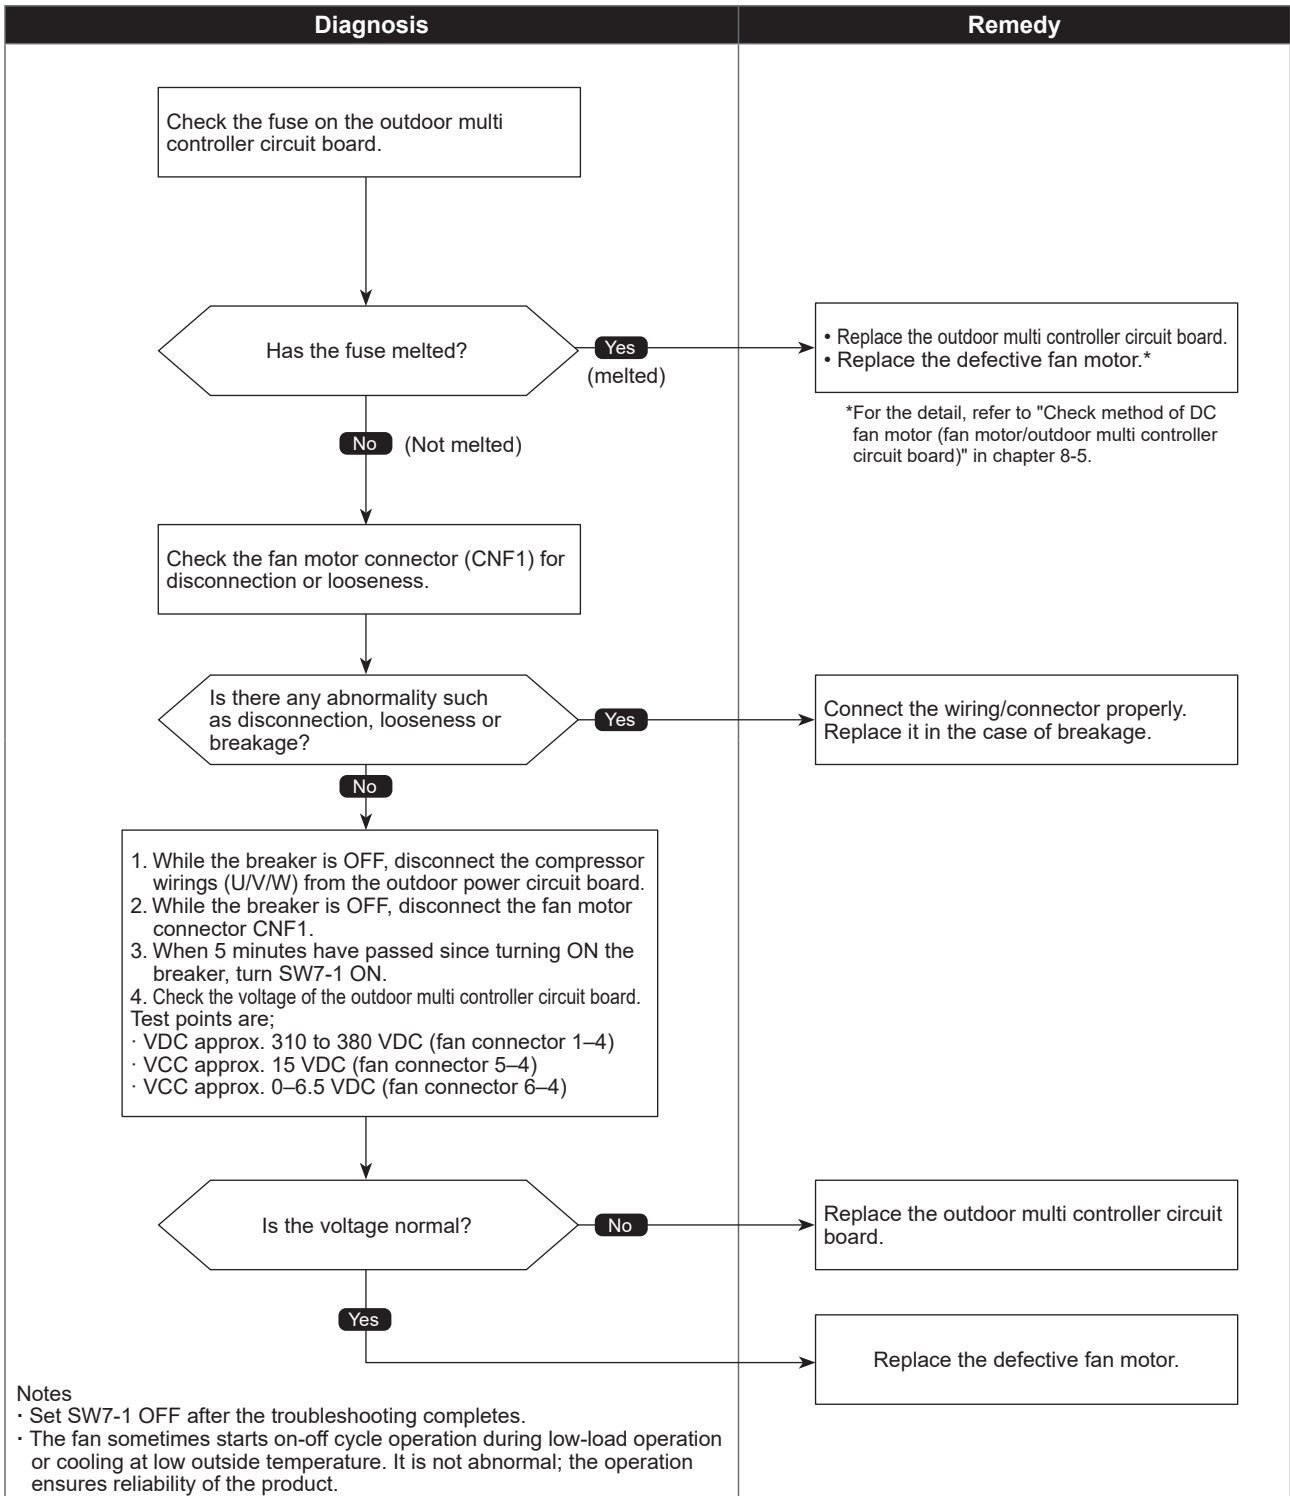 Diagnosis
Remedy
Check the fuse on the outdoor multi
controller circuit board.
Has the fuse melted?
Yes
(melted)
• Replace the outdoor multi controller circuit board.
• Replace the defective fan motor.*
*For the detail, refer to "Check method of DC
fan motor (fan motor/outdoor multi controller
circuit board)" in chapter 8-5.
No (Not melted)
Check the fan motor connector (CNF1) for
disconnection or looseness.
Is there any abnormality such
as disconnection, looseness or
breakage?
Yes
Connect the wiring/connector properly.
Replace it in the case of breakage.
No
1. While the breaker is OFF, disconnect the compressor
wirings (U/V/W) from the outdoor power circuit board.
2. While the breaker is OFF, disconnect the fan motor
connector CNF1.
3. When 5 minutes have passed since turning ON the
breaker, turn SW7-1 ON.
4. Check the voltage of the outdoor multi controller circuit board.
Test points are;
· VDC approx. 310 to 380 VDC (fan connector 1–4)
· VCC approx. 15 VDC (fan connector 5–4)
· VCC approx. 0–6.5 VDC (fan connector 6–4)
Is the voltage normal?
No
Replace the outdoor multi controller circuit
board.
Yes
Replace the defective fan motor.
Notes
· Set SW7-1 OFF after the troubleshooting completes.
· The fan sometimes starts on-off cycle operation during low-load operation
or cooling at low outside temperature. It is not abnormal; the operation
ensures reliability of the product.